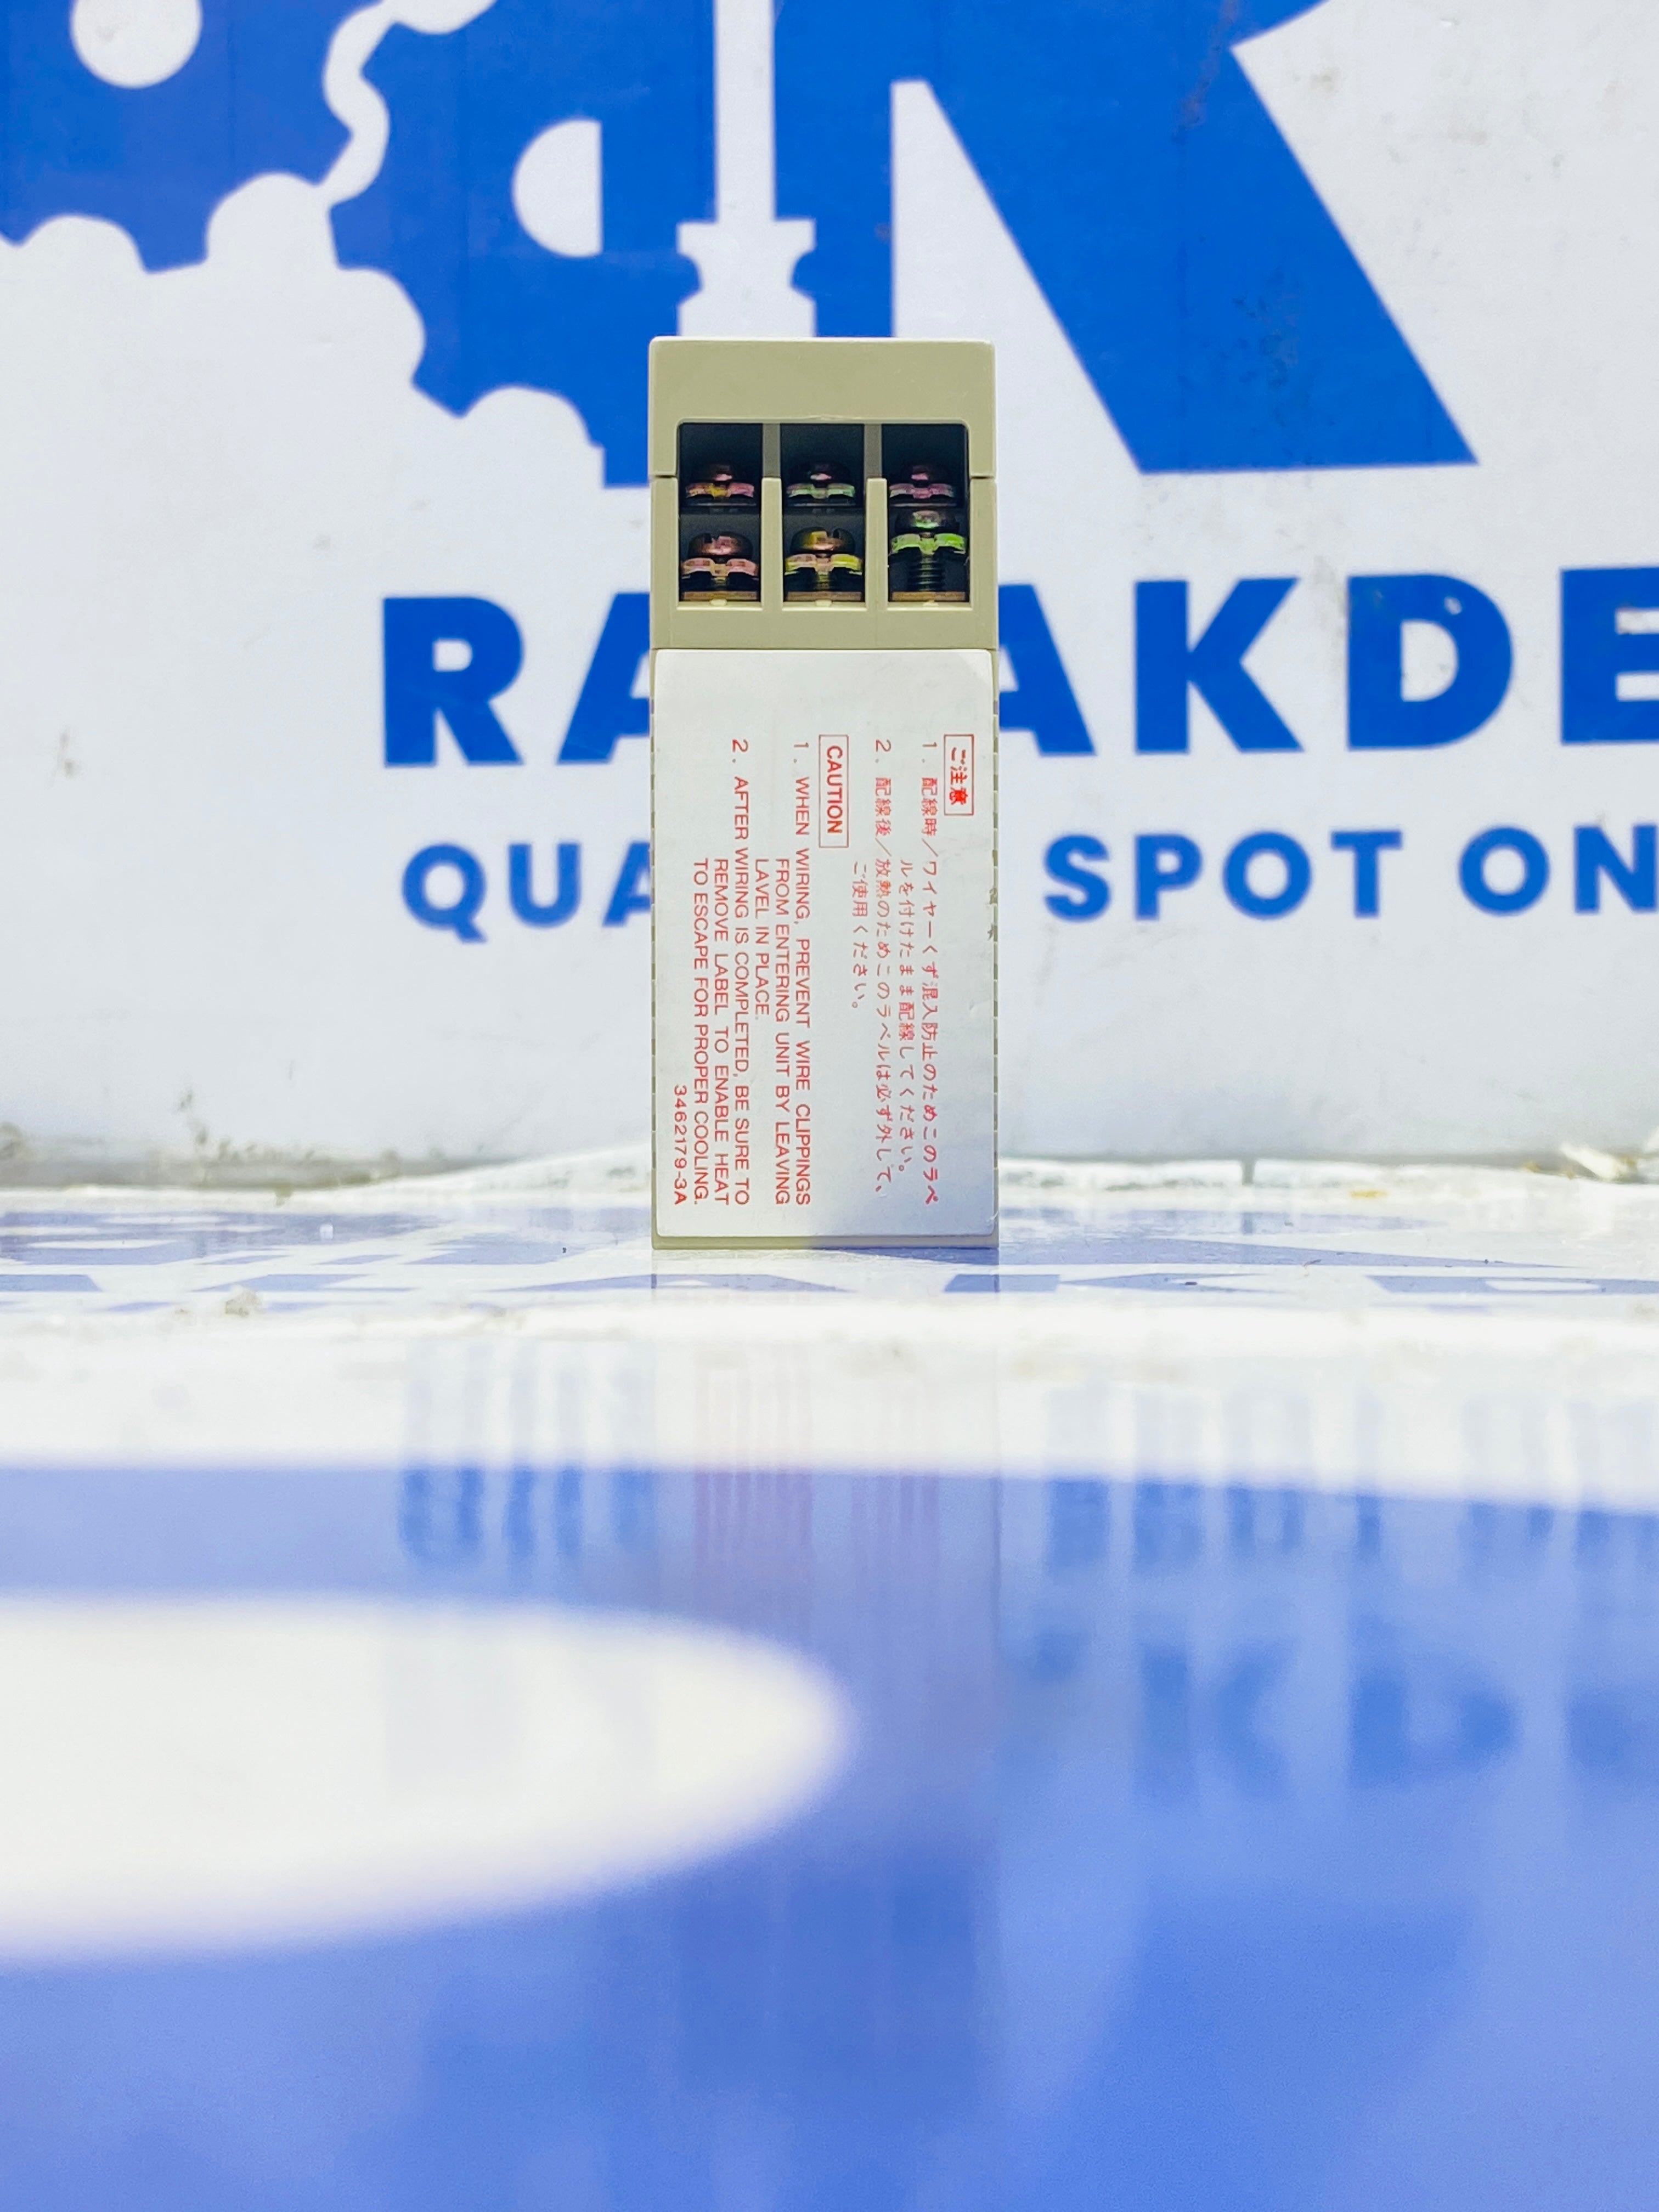 RA AKDE
QUA SPOT ON
ご注意
1. 配線時/ワイヤーくず混入防止のためこのラベ
ルを付けたまま配線してください。
2. 配線後/放熱のためこのラベルは必ず外して、
ご使用ください。
CAUTION
1. WHEN WIRING, PREVENT WIRE CLIPPINGS
FROM ENTERING UNIT BY LEAVING
LAVEL IN PLACE.
2. AFTER WIRING IS COMPLETED, BE SURE TO
REMOVE LABEL TO ENABLE HEAT
TO ESCAPE FOR PROPER COOLING.
3462179-3A